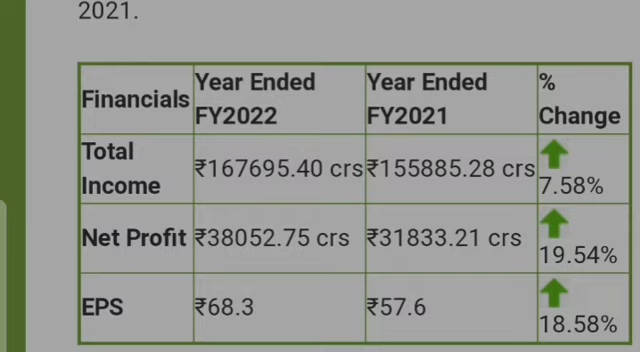 2021.
Financials Year Ended FY2022 Year Ended FY2021 % Change
Total Income ₹167695.40 crs ₹155885.28 crs 7.58%
Net Profit ₹38052.75 crs ₹31833.21 crs 19.54%
EPS ₹68.3 ₹57.6 18.58%